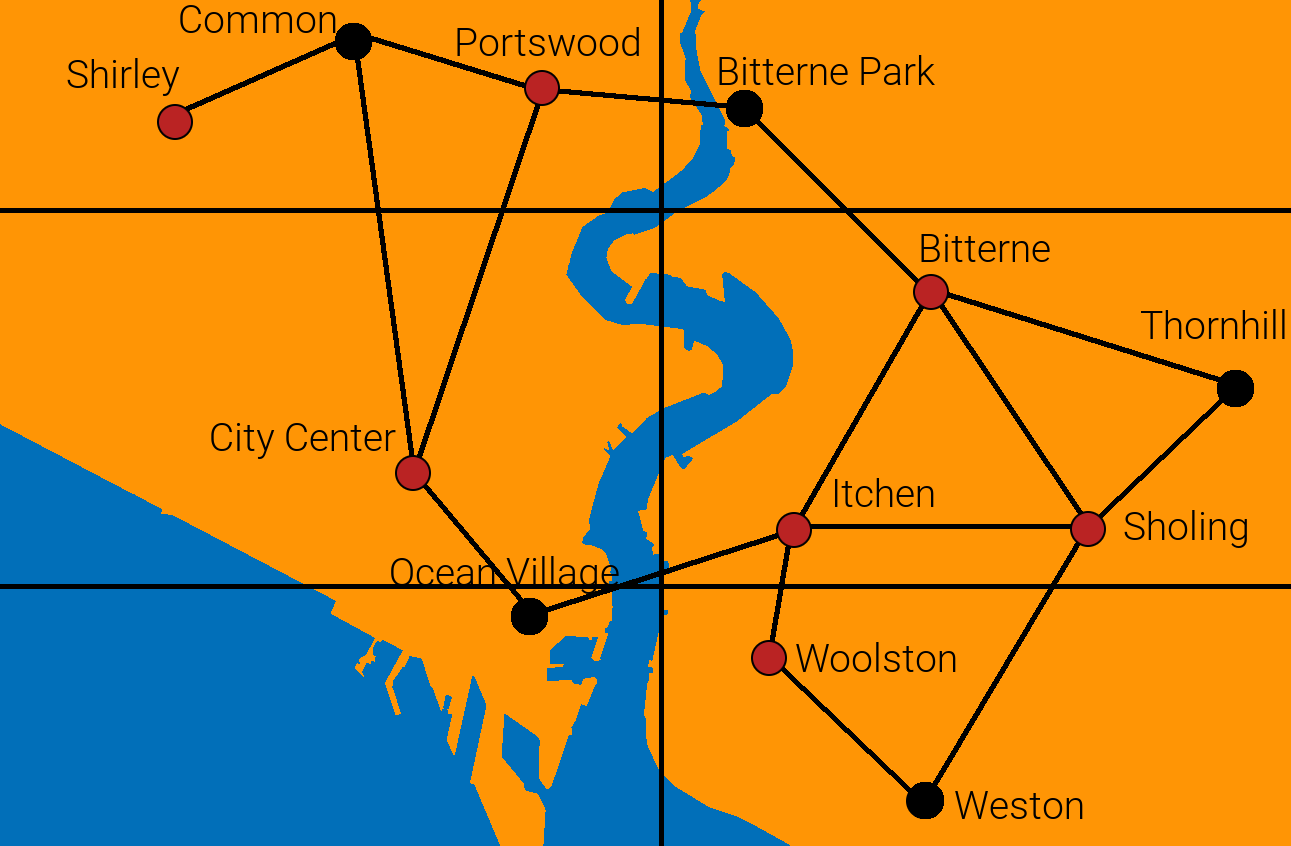 Common
Portswood
Shirley
Bitterne Park
Bitterne
Thornhill
City Center
Itchen
Sholing
Ocean Village
Woolston
Weston